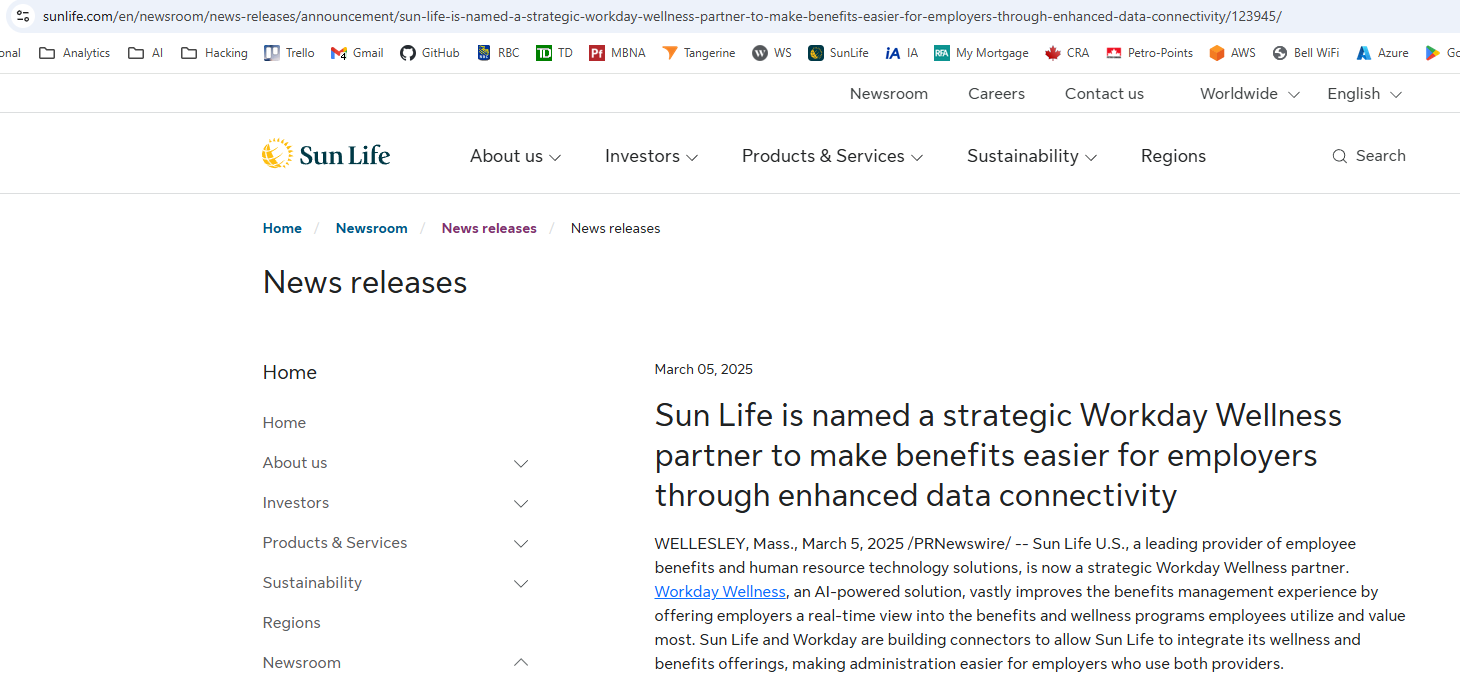 sunlife.com/en/newsroom/news-releases/announcement/sun-life-is-named-a-strategic-workday-wellness-partner-to-make-benefits-easier-for-employers-through-enhanced-data-connectivity/123945/
onal Analytics AI Hacking Trello Gmail GitHub RBC TD MBNA Tangerine WS SunLife IA My Mortgage CRA Petro-Points AWS Bell WiFi Azure Go
Newsroom Careers Contact us Worldwide English
Sun Life About us Investors Products & Services Sustainability Regions Search
Home / Newsroom / News releases / News releases
News releases
Home
Home
About us
Investors
Products & Services
Sustainability
Regions
Newsroom
March 05, 2025
Sun Life is named a strategic Workday Wellness
partner to make benefits easier for employers
through enhanced data connectivity
WELLESLEY, Mass., March 5, 2025 /PRNewswire/ -- Sun Life U.S., a leading provider of employee
benefits and human resource technology solutions, is now a strategic Workday Wellness partner.
Workday Wellness, an AI-powered solution, vastly improves the benefits management experience by
offering employers a real-time view into the benefits and wellness programs employees utilize and value
most. Sun Life and Workday are building connectors to allow Sun Life to integrate its wellness and
benefits offerings, making administration easier for employers who use both providers.